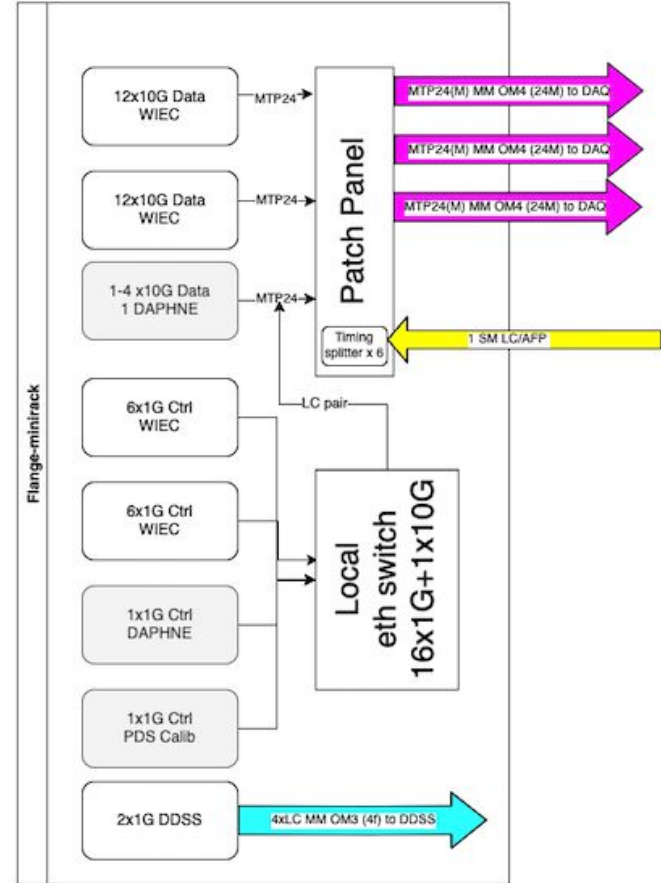 Flange-minirack
12x10G Data
WIEC
MTP24
MTP24(M) MM OM4 (24M) to DAQ
MTP24(M) MM OM4 (24M) to DAQ
12x10G Data
WIEC
MTP24
MTP24(M) MM OM4 (24M) to DAQ
Patch Panel
1-4 x10G Data
1 DAPHNE
MTP24
Timing
splitter x 6
1 SM LC/AFP
LC pair
6x1G Ctrl
WIEC
6x1G Ctrl
WIEC
Local
eth switch
16x1G+1x10G
1x1G Ctrl
DAPHNE
1x1G Ctrl
PDS Calib
2x1G DDSS
4xLC MM OM3 (4f) to DDSS